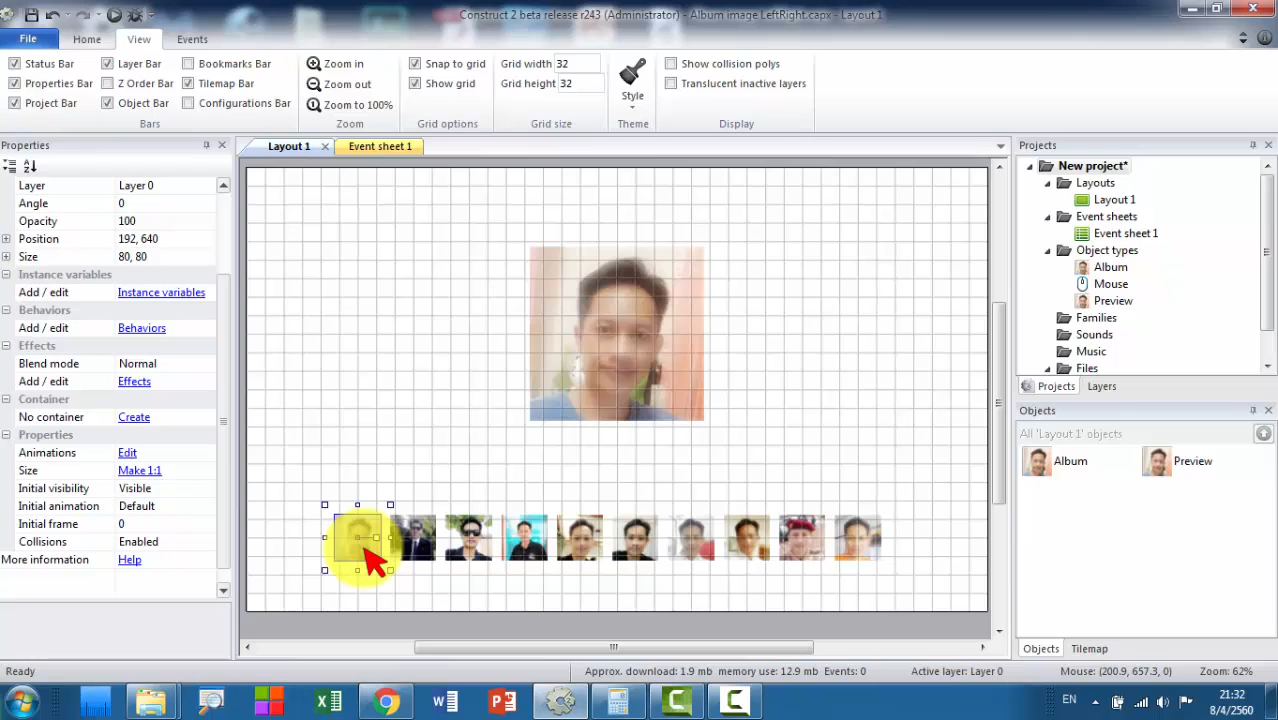 Construct 2 beta release r243 (Administrator) - Album image LeftRight.capx - Layout 1
File Home View Events
Status Bar Layer Bar Bookmarks Bar Zoom in Snap to grid Grid width 32 Show collision polys
Properties Bar Z Order Bar Tilemap Bar Zoom out Show grid Grid height 32 Style Translucent inactive layers
Project Bar Object Bar Configurations Bar Zoom to 100%
Bars Zoom Grid options Grid size Theme Display
Properties
Layer Layer 0
Angle 0
Opacity 100
Position 192, 640
Size 80, 80
Instance variables
Add / edit Instance variables
Behaviors
Add / edit Behaviors
Effects
Blend mode Normal
Add / edit Effects
Container
No container Create
Properties
Animations Edit
Size Make 1:1
Initial visibility Visible
Initial animation Default
Initial frame 0
Collisions Enabled
More information Help
Layout 1 Event sheet 1
Projects
New project*
Layouts
Layout 1
Event sheets
Event sheet 1
Object types
Album
Mouse
Preview
Families
Sounds
Music
Files
Projects Layers
Objects
All 'Layout 1' objects
Album Preview
Objects Tilemap
Ready Approx. download: 1.9 mb memory use: 12.9 mb Events: 0 Active layer: Layer 0 Mouse: (200.9, 657.3, 0) Zoom: 62%
EN 21:32
8/4/2560